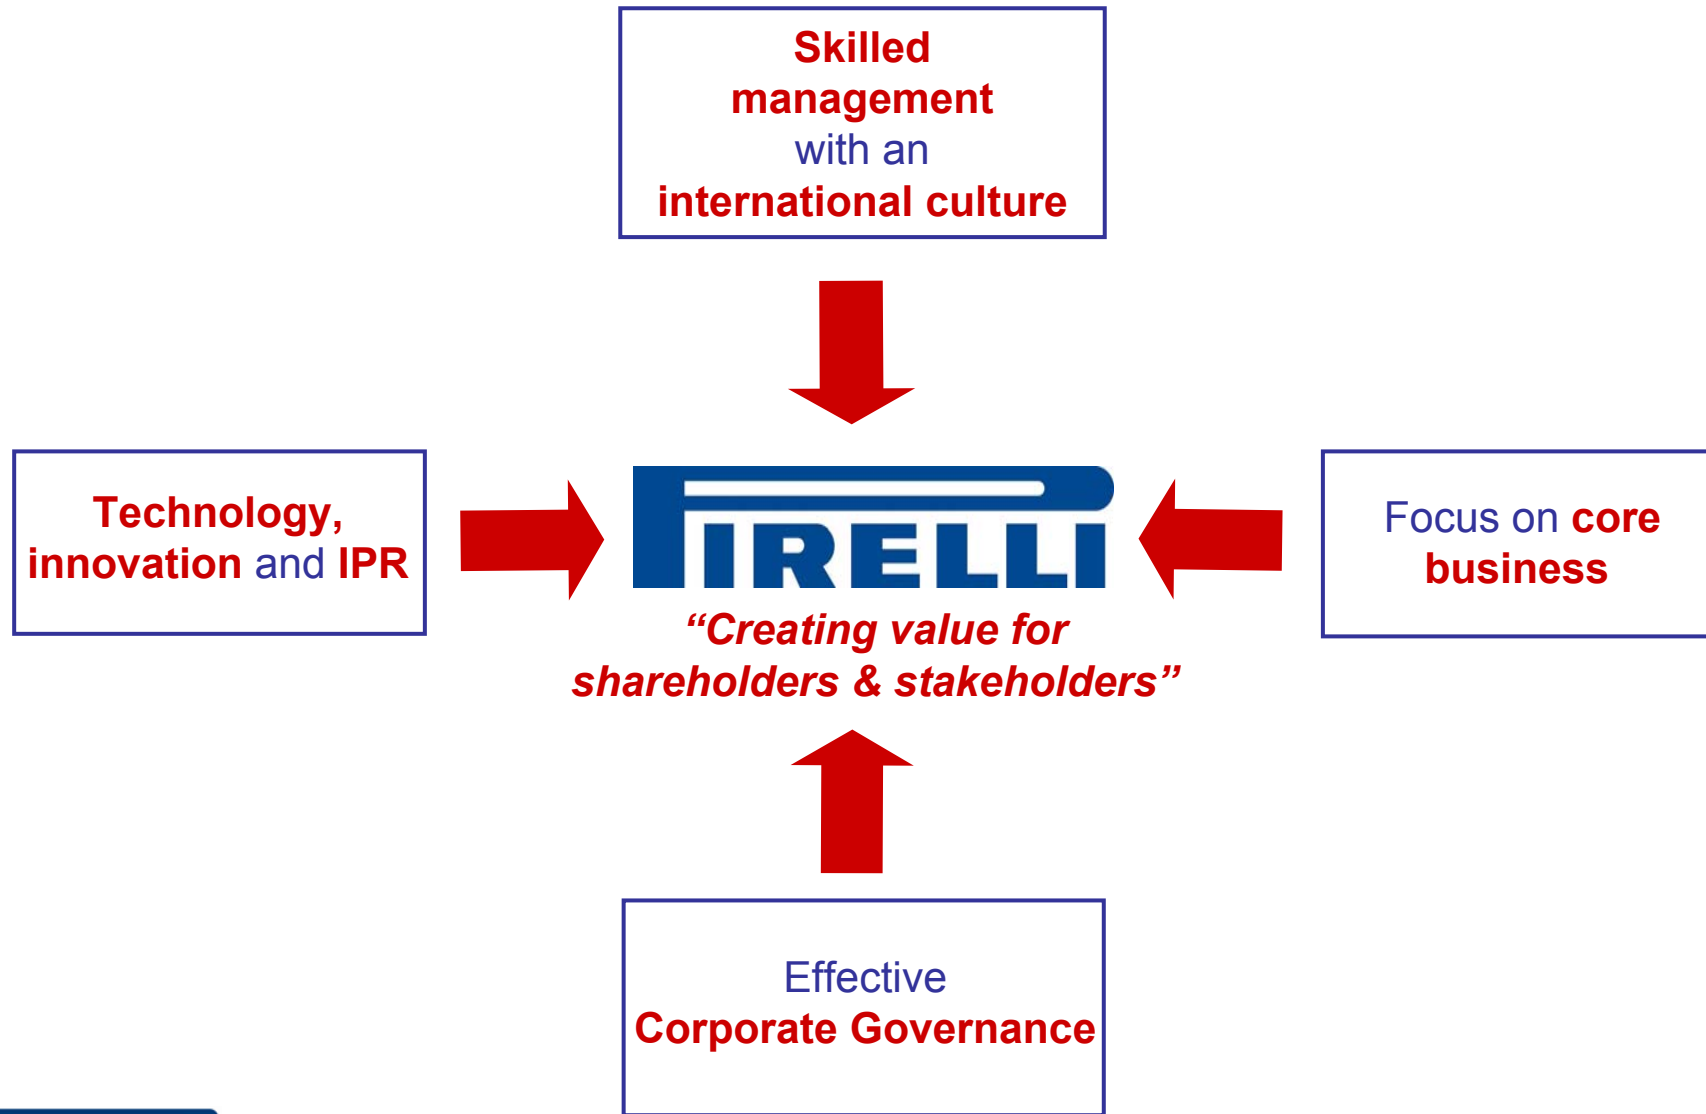 Skilled
management
with an
international culture
Technology,
innovation and IPR
PIRELLI
“Creating value for
shareholders & stakeholders”
Focus on core
business
Effective
Corporate Governance